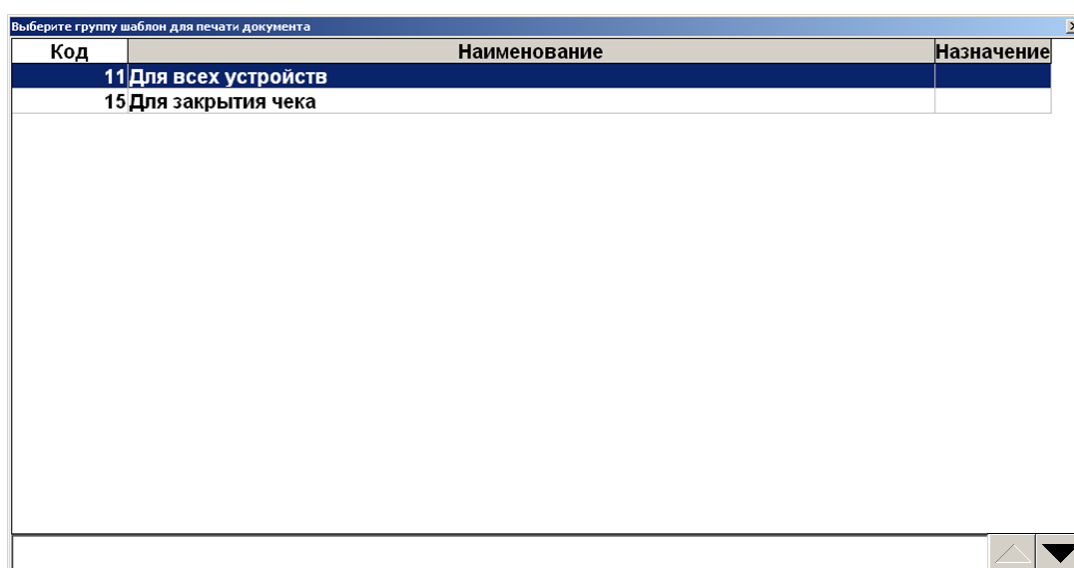 Выберите группу шаблон для печати документа
Код Наименование Назначение
11 Для всех устройств
15 Для закрытия чека